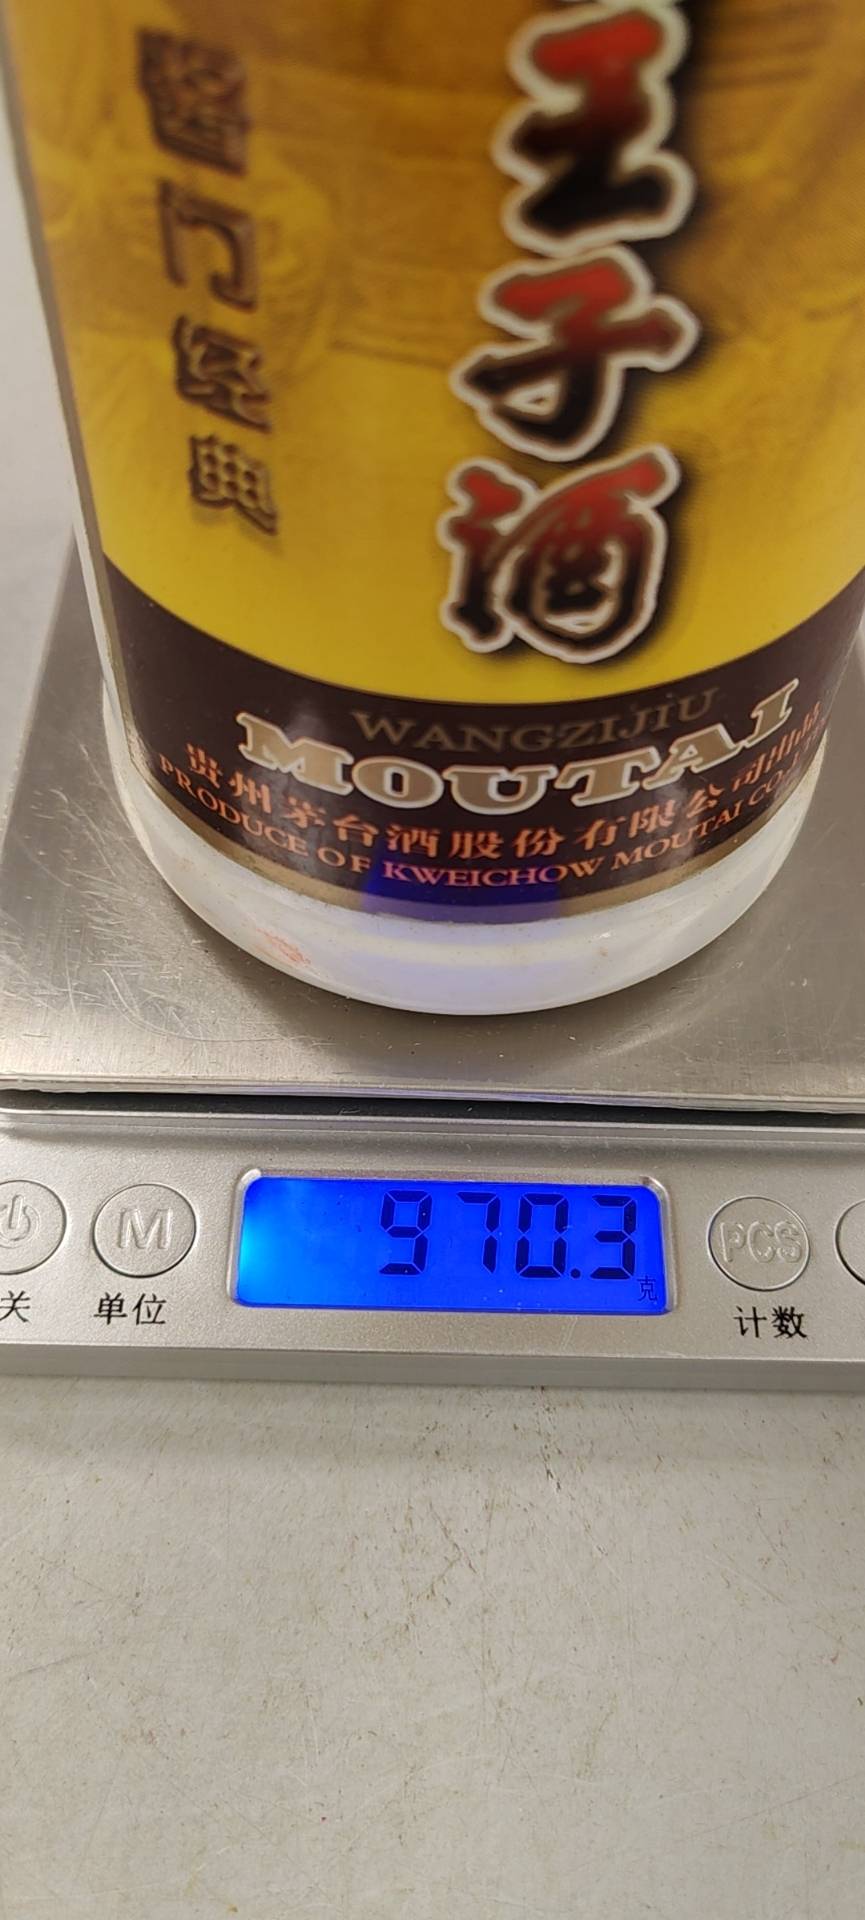 王子酒
酱门经典
WANGZIJIU
MOUTAI
贵州茅台酒股份有限公司出品
PRODUCE OF KWEICHOW MOUTAI CO.,LTD
970.3
克
M
PCS
关
单位
计数